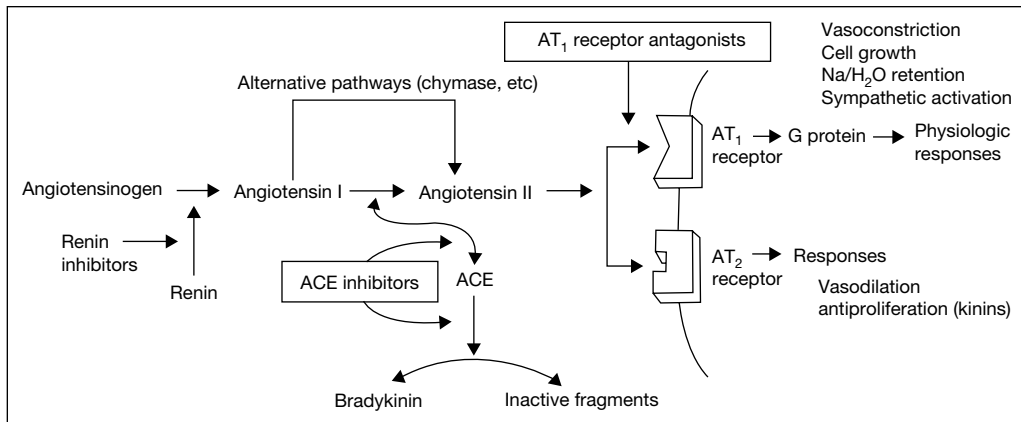 AT₁ receptor antagonists
Vasoconstriction
Cell growth
Na/H₂O retention
Sympathetic activation
Alternative pathways (chymase, etc)
AT₁
receptor
G protein
Physiologic
responses
Angiotensinogen
Angiotensin I
Angiotensin II
Renin
inhibitors
Renin
ACE inhibitors
ACE
AT₂
receptor
Responses
Vasodilation
antiproliferation (kinins)
Bradykinin
Inactive fragments